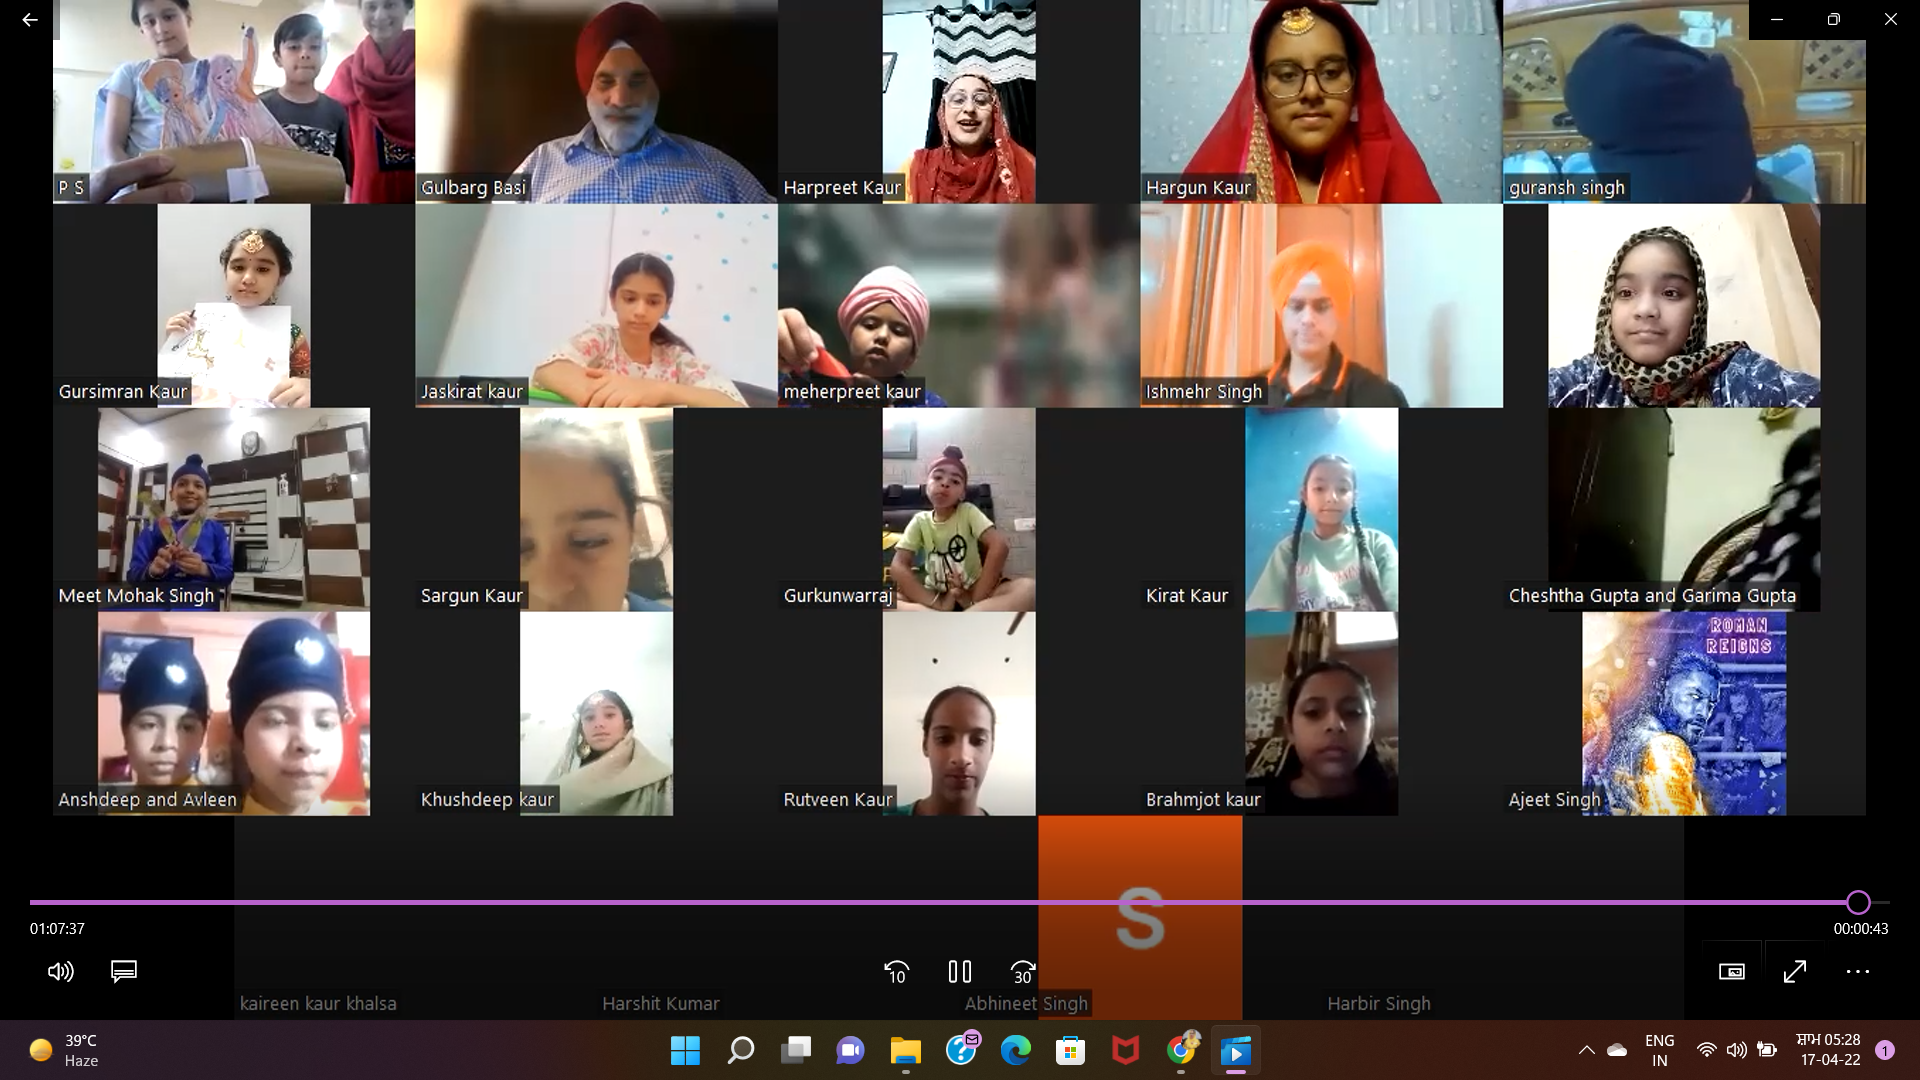 P S
Gulbarg Basi
Harpreet Kaur
Hargun Kaur
guransh singh
Gursimran Kaur
Jaskirat kaur
meherpreet kaur
Ishmehr Singh
Meet Mohak Singh
Sargun Kaur
Gurkunwarraj
Kirat Kaur
Cheshtha Gupta and Garima Gupta
ROMAN
REIGNS
Anshdeep and Avleen
Khushdeep kaur
Rutveen Kaur
Brahmjot kaur
Ajeet Singh
S
01:07:37
00:00:43
10
30
kaireen kaur khalsa
Harshit Kumar
Abhineet Singh
Harbir Singh
39°C
Haze
ENG
IN
ਸ਼ਾਮ 05:28
17-04-22
1